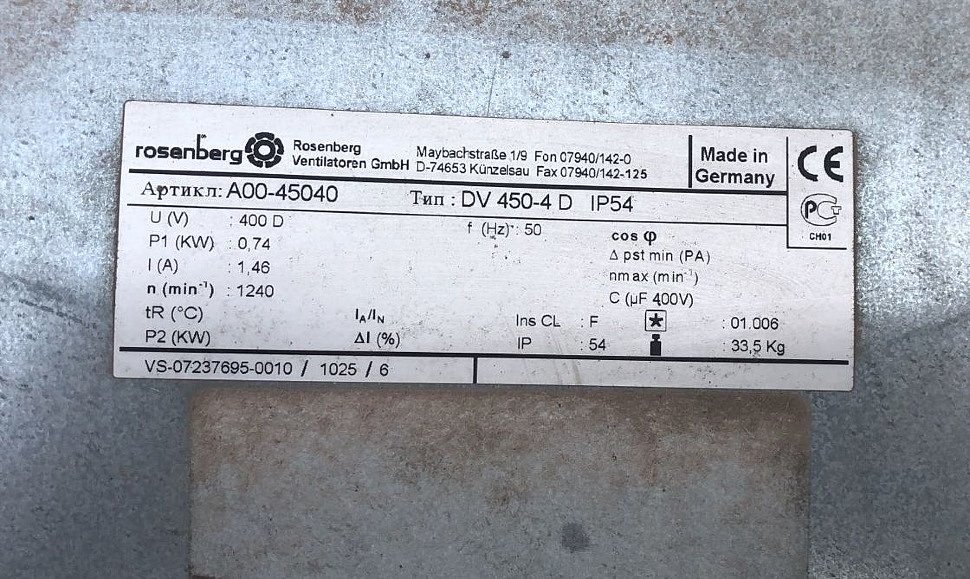 rosenberg Rosenberg Ventilatoren GmbH
Maybachstraße 1/9 Fon 07940/142-0
D-74653 Künzelsau Fax 07940/142-125
Made in Germany
CE
Артикл: A00-45040 Тип : DV 450-4 D IP54
PC
CH01
U (V) : 400 D f (Hz) : 50 cos φ
P1 (KW) : 0,74 Δ pst min (PA)
I (A) : 1,46 nmax (min⁻¹)
n (min⁻¹) : 1240 C (µF 400V)
tR (°C) I_A/I_N Ins CL : F : 01.006
P2 (KW) ΔI (%) IP : 54 : 33,5 Kg
VS-07237695-0010 / 1025 / 6